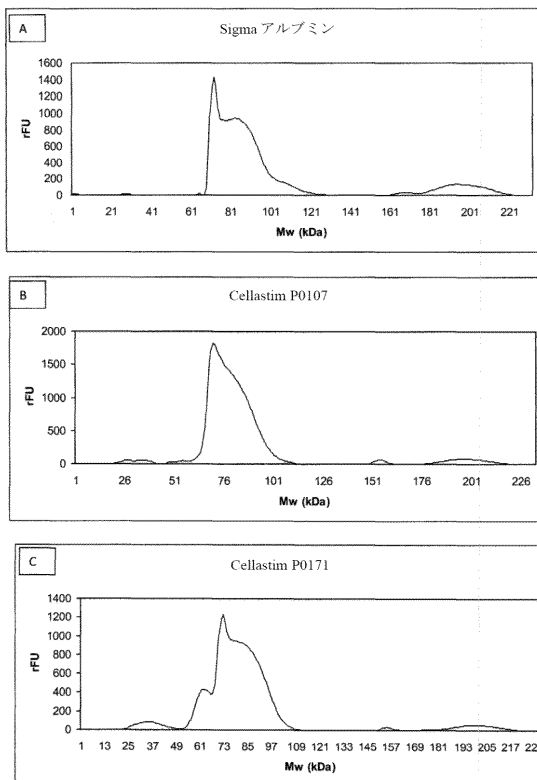 A
Sigma アルブミン
1600
1400
1200
1000
800
600
400
200
0
rFU
1 21 41 61 81 101 121 141 161 181 201 221
Mw (kDa)
B
Cellastim P0107
2000
1500
1000
500
0
rFU
1 26 51 76 101 126 151 176 201 226
Mw (kDa)
C
Cellastim P0171
1400
1200
1000
800
600
400
200
0
rFU
1 13 25 37 49 61 73 85 97 109 121 133 145 157 169 181 193 205 217 22
Mw (kDa)